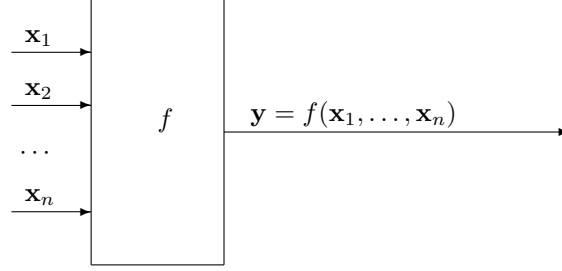 x₁
x₂
...
xₙ
f
y = f(x₁, ..., xₙ)